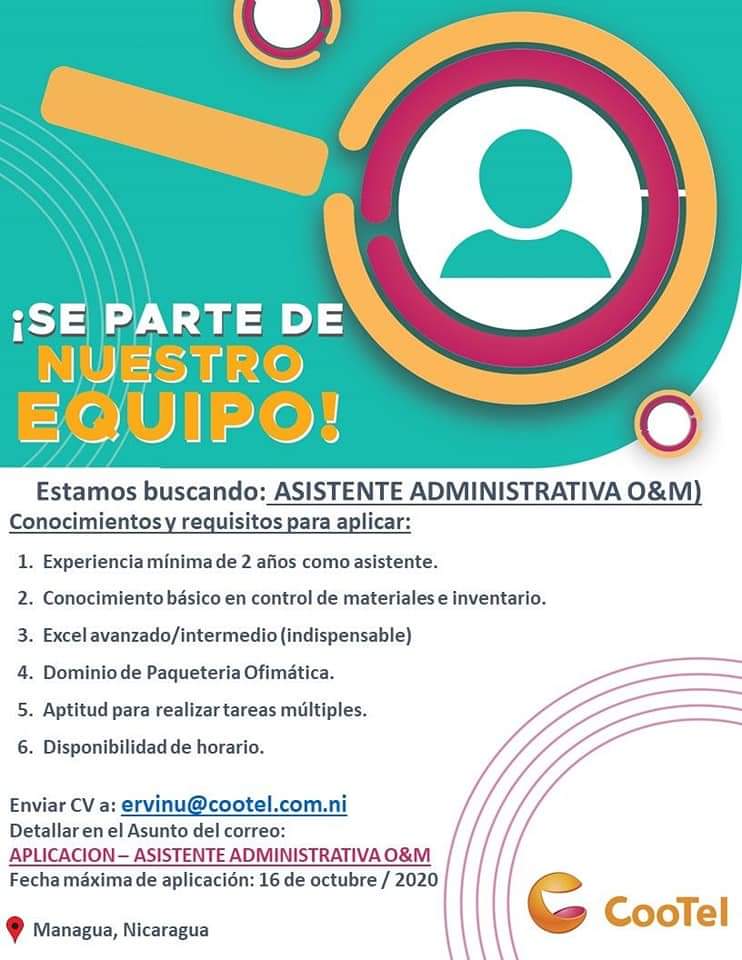 ¡SE PARTE DE
NUESTRO
EQUIPO!
Estamos buscando: ASISTENTE ADMINISTRATIVA O&M)
Conocimientos y requisitos para aplicar:
1. Experiencia mínima de 2 años como asistente.
2. Conocimiento básico en control de materiales e inventario.
3. Excel avanzado/intermedio (indispensable)
4. Dominio de Paqueteria Ofimática.
5. Aptitud para realizar tareas múltiples.
6. Disponibilidad de horario.
Enviar CV a: ervinu@cootel.com.ni
Detallar en el Asunto del correo:
APLICACION – ASISTENTE ADMINISTRATIVA O&M
Fecha máxima de aplicación: 16 de octubre / 2020
CooTel
Managua, Nicaragua